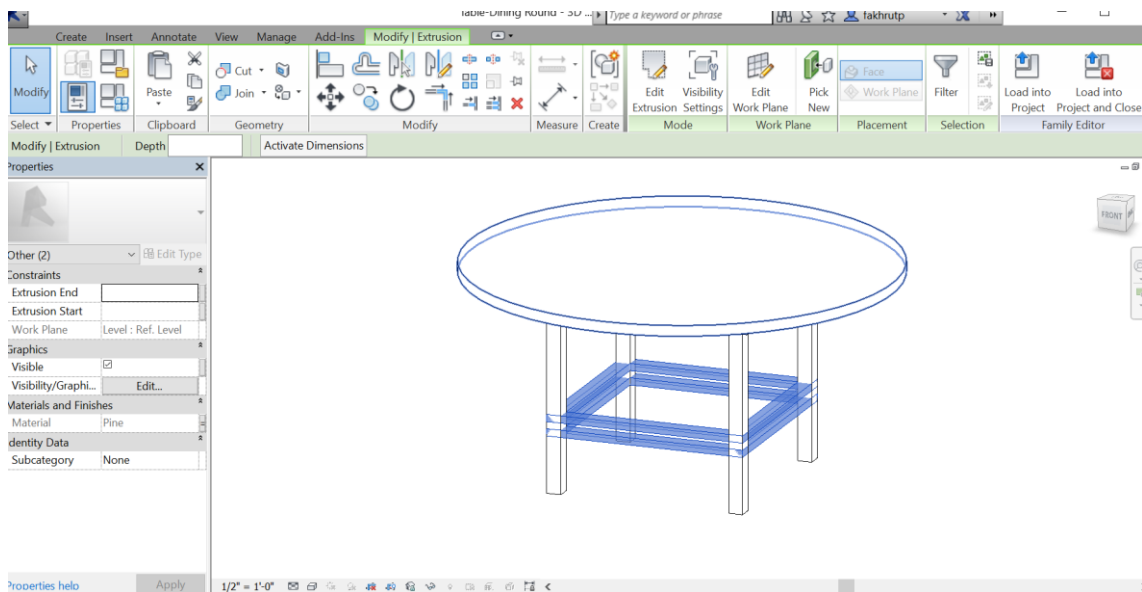 Table-Dining Round - 3D ...
Type a keyword or phrase
fakhrutp
Create Insert Annotate View Manage Add-Ins Modify | Extrusion
Modify
Paste
Cut
Join
Edit Extrusion
Visibility Settings
Edit Work Plane
Pick New
Face
Work Plane
Filter
Load into Project
Load into Project and Close
Select Properties Clipboard Geometry Modify Measure Create Mode Work Plane Placement Selection Family Editor
Modify | Extrusion Depth Activate Dimensions
Properties
Other (2) Edit Type
Constraints
Extrusion End
Extrusion Start
Work Plane Level : Ref. Level
Graphics
Visible
Visibility/Graphi... Edit...
Materials and Finishes
Material Pine
Identity Data
Subcategory None
FRONT
Properties help Apply 1/2" = 1'-0"